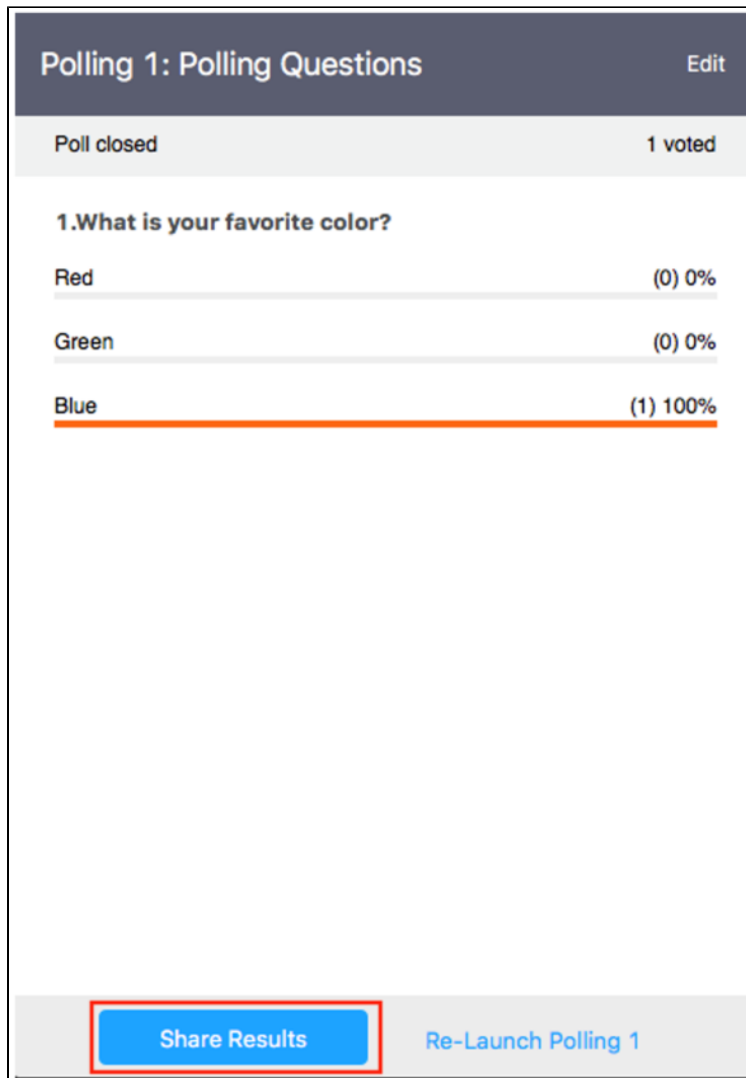 Polling 1: Polling Questions Edit
Poll closed 1 voted
1.What is your favorite color?
Red (0) 0%
Green (0) 0%
Blue (1) 100%
Share Results Re-Launch Polling 1